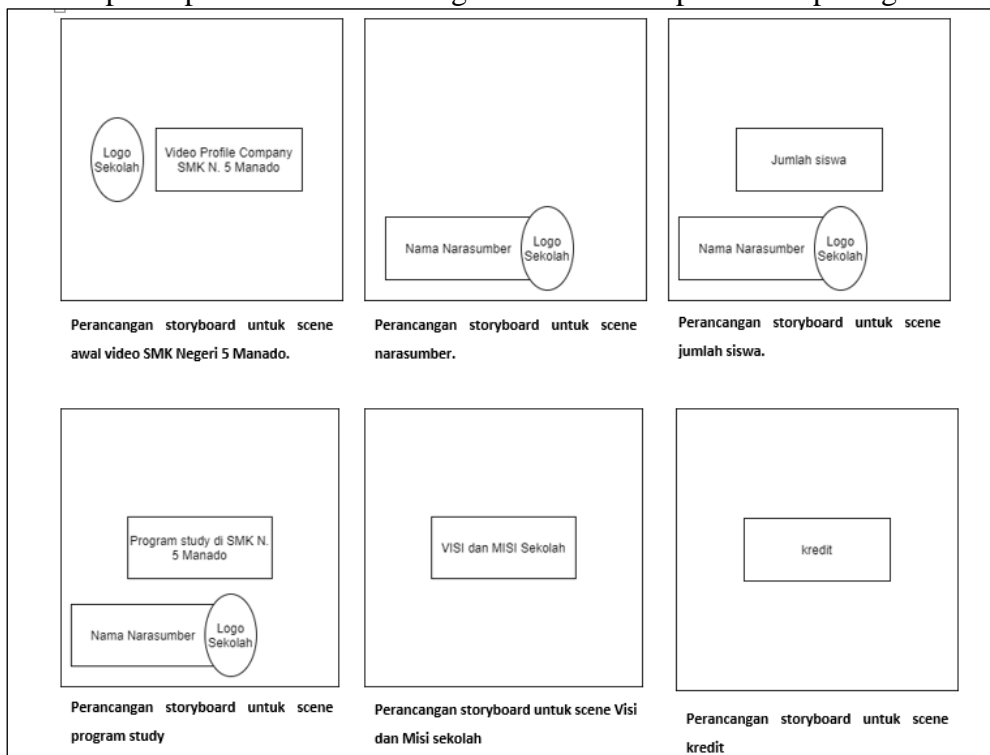 Logo
Sekolah
Video Profile Company
SMK N. 5 Manado
Perancangan storyboard untuk scene
awal video SMK Negeri 5 Manado.
Nama Narasumber
Logo
Sekolah
Perancangan storyboard untuk scene
narasumber.
Jumlah siswa
Nama Narasumber
Logo
Sekolah
Perancangan storyboard untuk scene
jumlah siswa.
Program study di SMK N.
5 Manado
Nama Narasumber
Logo
Sekolah
Perancangan storyboard untuk scene
program study
VISI dan MISI Sekolah
Perancangan storyboard untuk scene Visi
dan Misi sekolah
kredit
Perancangan storyboard untuk scene
kredit